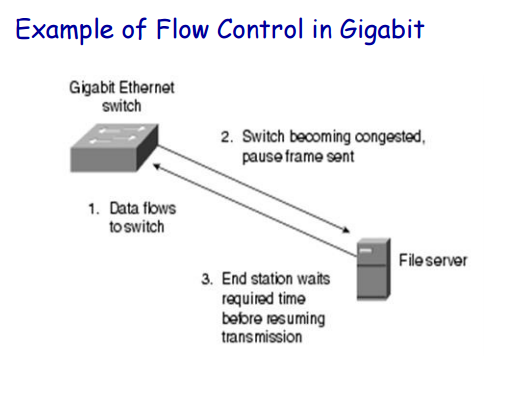 Example of Flow Control in Gigabit
Gigabit Ethernet
switch
2. Switch becoming congested,
pause frame sent
1. Data flows
to switch
File server
3. End station waits
required time
before resuming
transmission